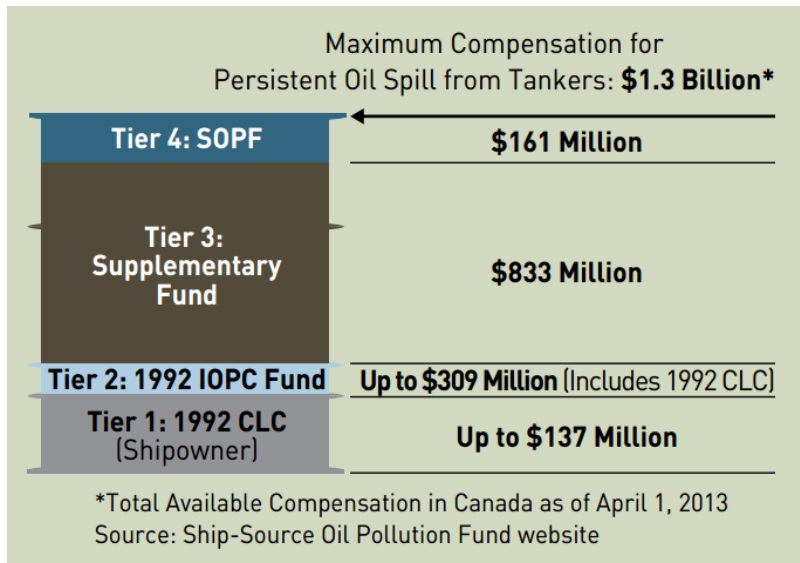 Maximum Compensation for
Persistent Oil Spill from Tankers: $1.3 Billion*
Tier 4: SOPF
$161 Million
Tier 3:
Supplementary
Fund
$833 Million
Tier 2: 1992 IOPC Fund
Up to $309 Million (Includes 1992 CLC)
Tier 1: 1992 CLC
(Shipowner)
Up to $137 Million
*Total Available Compensation in Canada as of April 1, 2013
Source: Ship-Source Oil Pollution Fund website